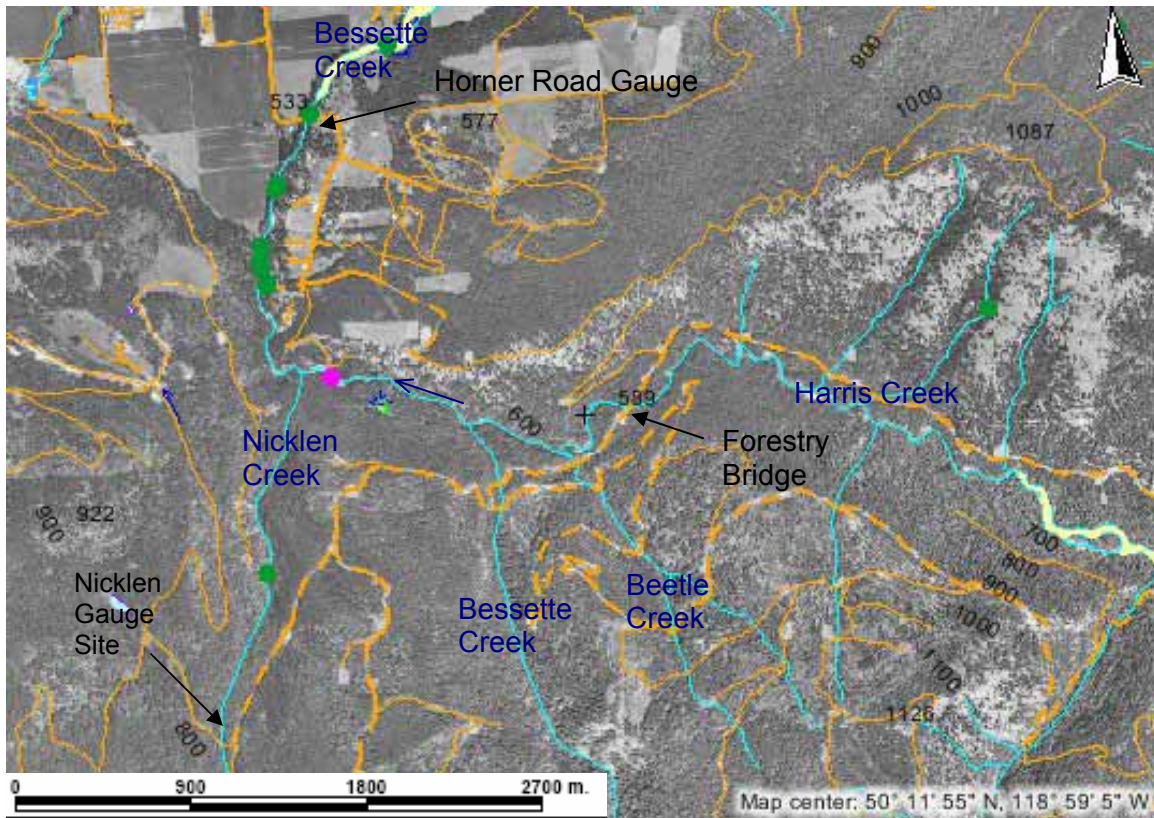 Bessette
Creek
900
Horner Road Gauge
533
577
1000
1087
Harris Creek
599
600
Nicklen
Creek
Forestry
Bridge
900
922
700
800
900
Nicklen
Gauge
Site
Bessette
Creek
Beetle
Creek
1000
1100
1126
800
0 900 1800 2700 m.
Map center: 50° 11' 55" N, 118° 59' 5" W